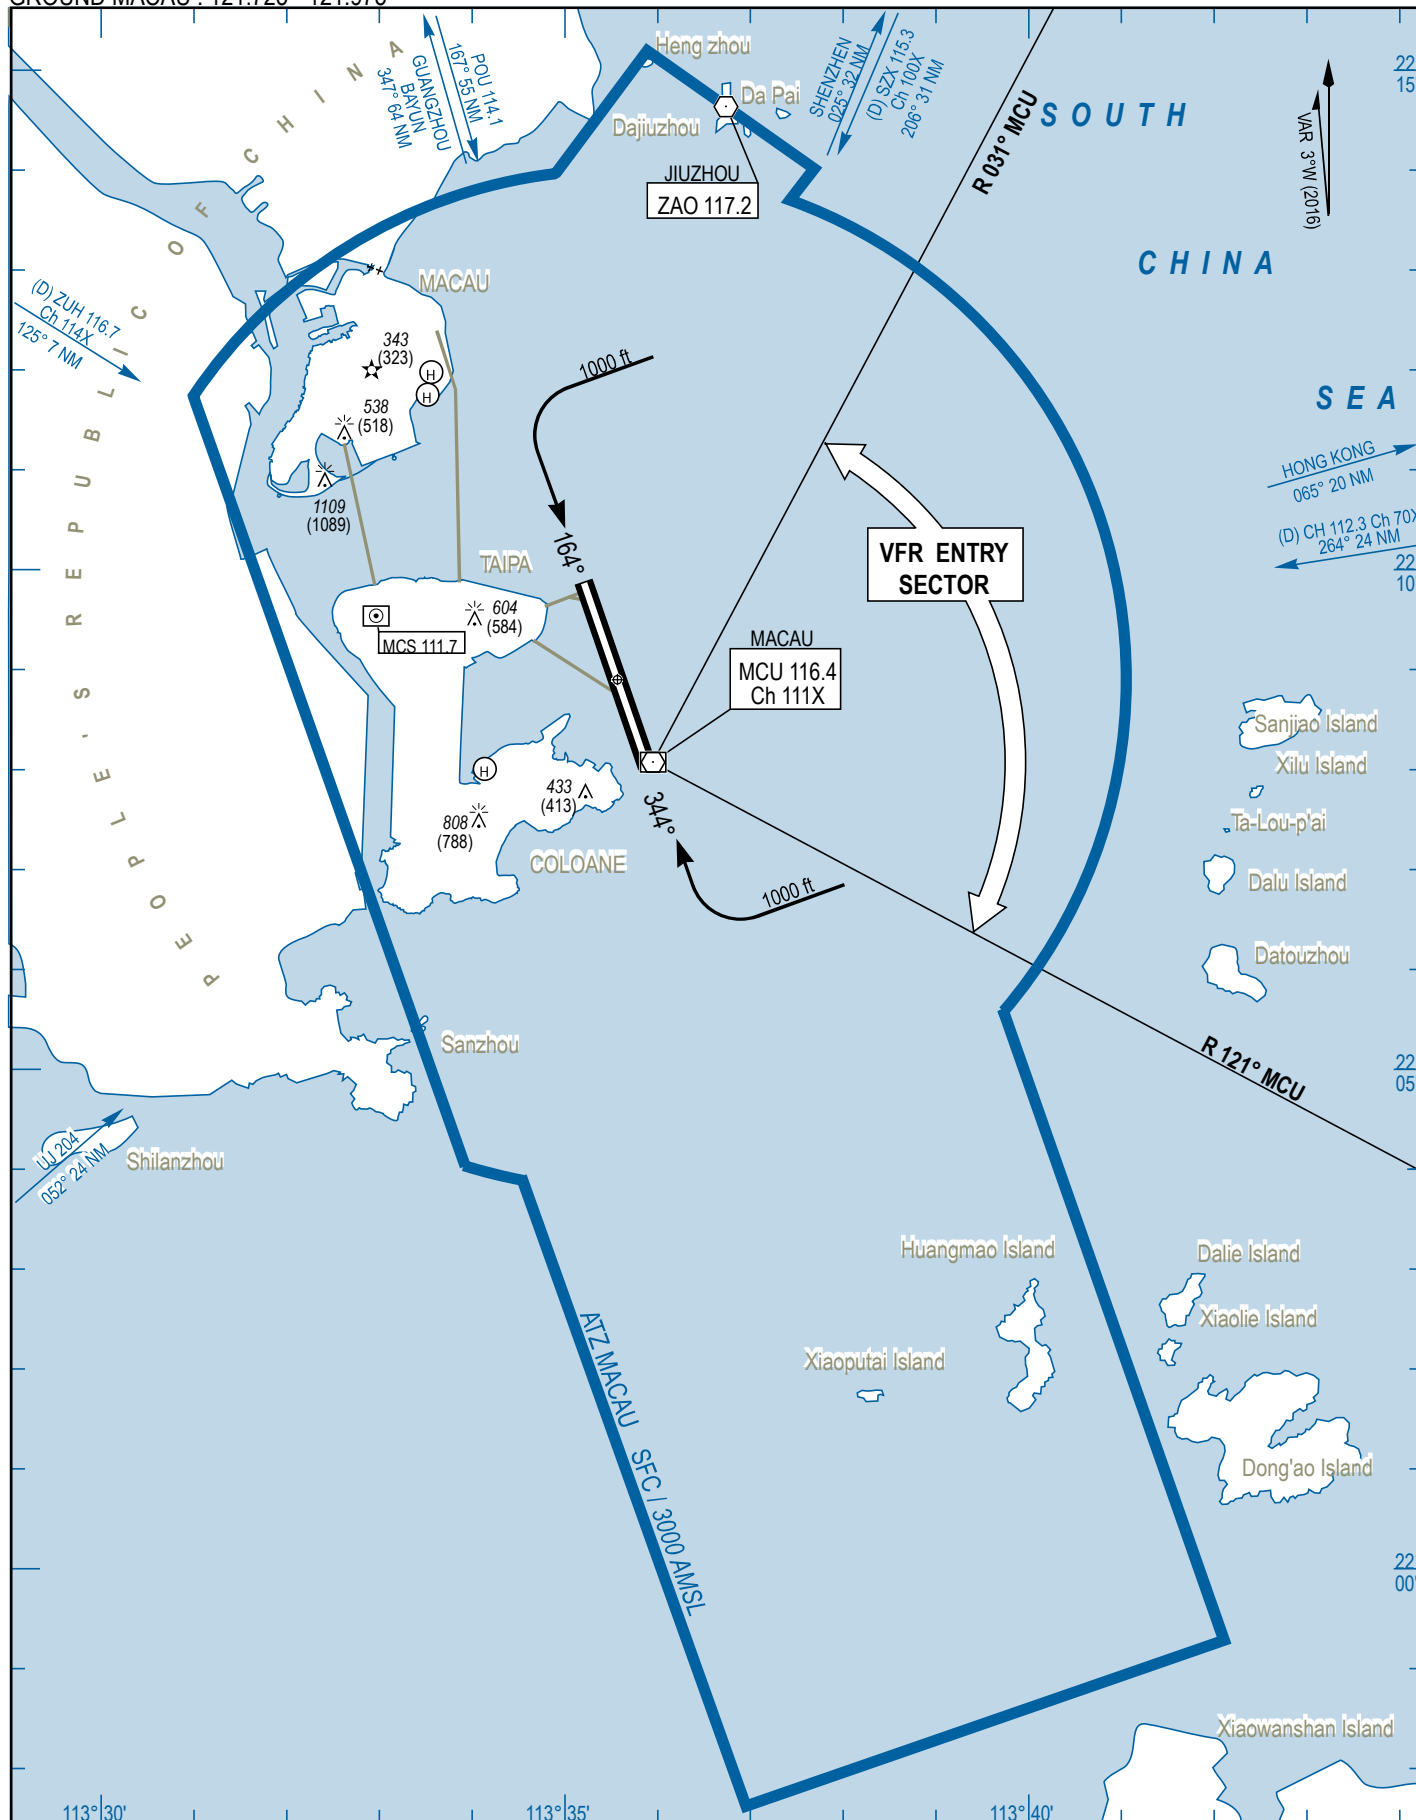 Heng zhou
Da Pai
Dajiuzhou
JIUZHOU
ZAO 117.2
POU 114.1
167° 55 NM
GUANGZHOU
BAYUN
347° 64 NM
SHENZHEN
025° 32 NM
(D) SZX 115.3
Ch 100X
206° 31 NM
R 031° MCU
SOUTH
CHINA
SEA
VAR 3°W (2016)
22
15'
PEOPLE'S REPUBLIC OF CHINA
(D) ZUH 116.7
Ch 114X
125° 7 NM
MACAU
343
(323)
H
H
538
(518)
1109
(1089)
1000 ft
164°
HONG KONG
065° 20 NM
(D) CH 112.3 Ch 70X
264° 24 NM
22
10'
VFR ENTRY
SECTOR
TAIPA
604
(584)
MCS 111.7
MACAU
MCU 116.4
Ch 111X
Sanjiao Island
Xilu Island
Ta-Lou-p'ai
Dalu Island
Datouzhou
H
433
(413)
808
(788)
COLOANE
344°
1000 ft
Sanzhou
R 121° MCU
22
05'
UJ 204
052° 24 NM
Shilanzhou
Huangmao Island
Dalie Island
Xiaolie Island
Xiaoputai Island
Dong'ao Island
ATZ MACAU SFC / 3000 AMSL
22
00'
Xiaowanshan Island
113°30'
113°35'
113°40'